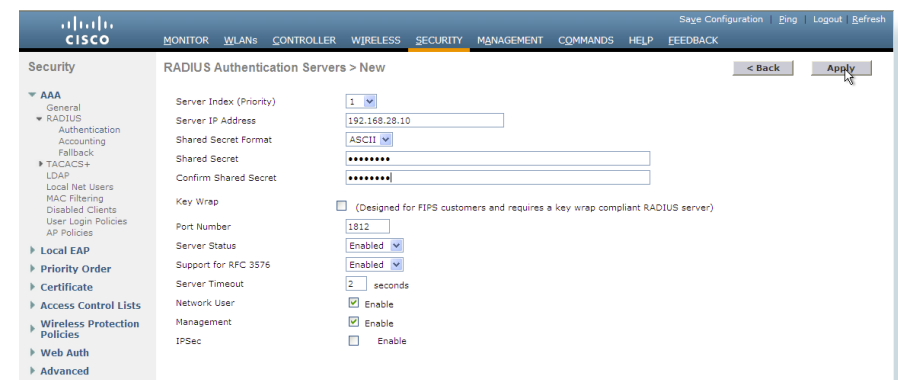 Save Configuration | Ping | Logout | Refresh
CISCO
MONITOR WLANs CONTROLLER WIRELESS SECURITY MANAGEMENT COMMANDS HELP FEEDBACK
Security
RADIUS Authentication Servers > New
< Back
Apply
AAA
General
RADIUS
Authentication
Accounting
Fallback
TACACS+
LDAP
Local Net Users
MAC Filtering
Disabled Clients
User Login Policies
AP Policies
Local EAP
Priority Order
Certificate
Access Control Lists
Wireless Protection
Policies
Web Auth
Advanced
Server Index (Priority) 1
Server IP Address 192.168.28.10
Shared Secret Format ASCII
Shared Secret ••••••••
Confirm Shared Secret ••••••••
Key Wrap (Designed for FIPS customers and requires a key wrap compliant RADIUS server)
Port Number 1812
Server Status Enabled
Support for RFC 3576 Enabled
Server Timeout 2 seconds
Network User Enable
Management Enable
IPSec Enable